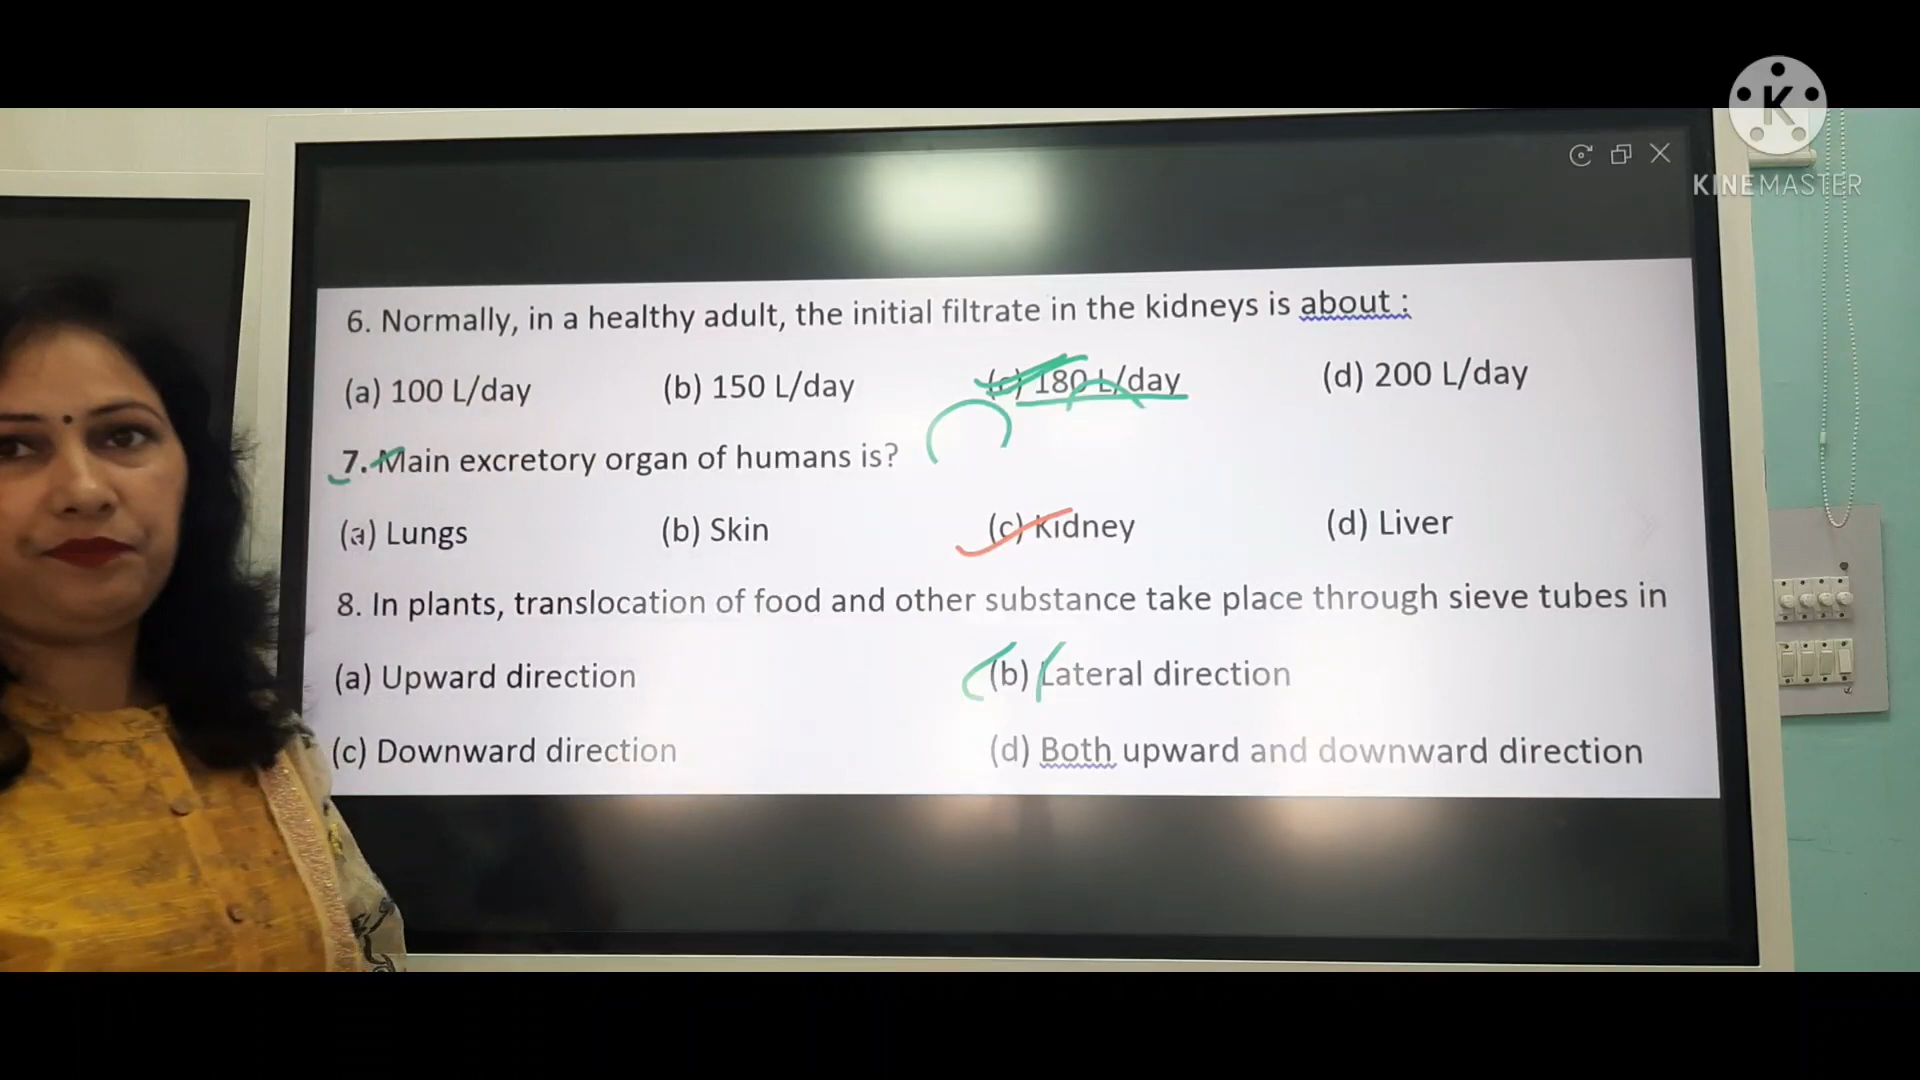 KINEMASTER
6. Normally, in a healthy adult, the initial filtrate in the kidneys is about :
(a) 100 L/day (b) 150 L/day (c) 180 L/day (d) 200 L/day
7. Main excretory organ of humans is?
(a) Lungs (b) Skin (c) Kidney (d) Liver
8. In plants, translocation of food and other substance take place through sieve tubes in
(a) Upward direction (b) Lateral direction
(c) Downward direction (d) Both upward and downward direction